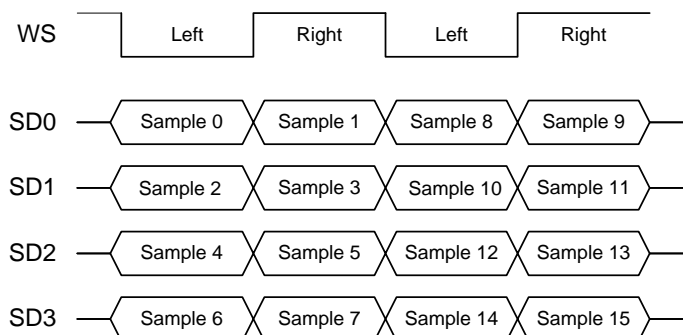 WS Left Right Left Right
SD0 Sample 0 Sample 1 Sample 8 Sample 9
SD1 Sample 2 Sample 3 Sample 10 Sample 11
SD2 Sample 4 Sample 5 Sample 12 Sample 13
SD3 Sample 6 Sample 7 Sample 14 Sample 15